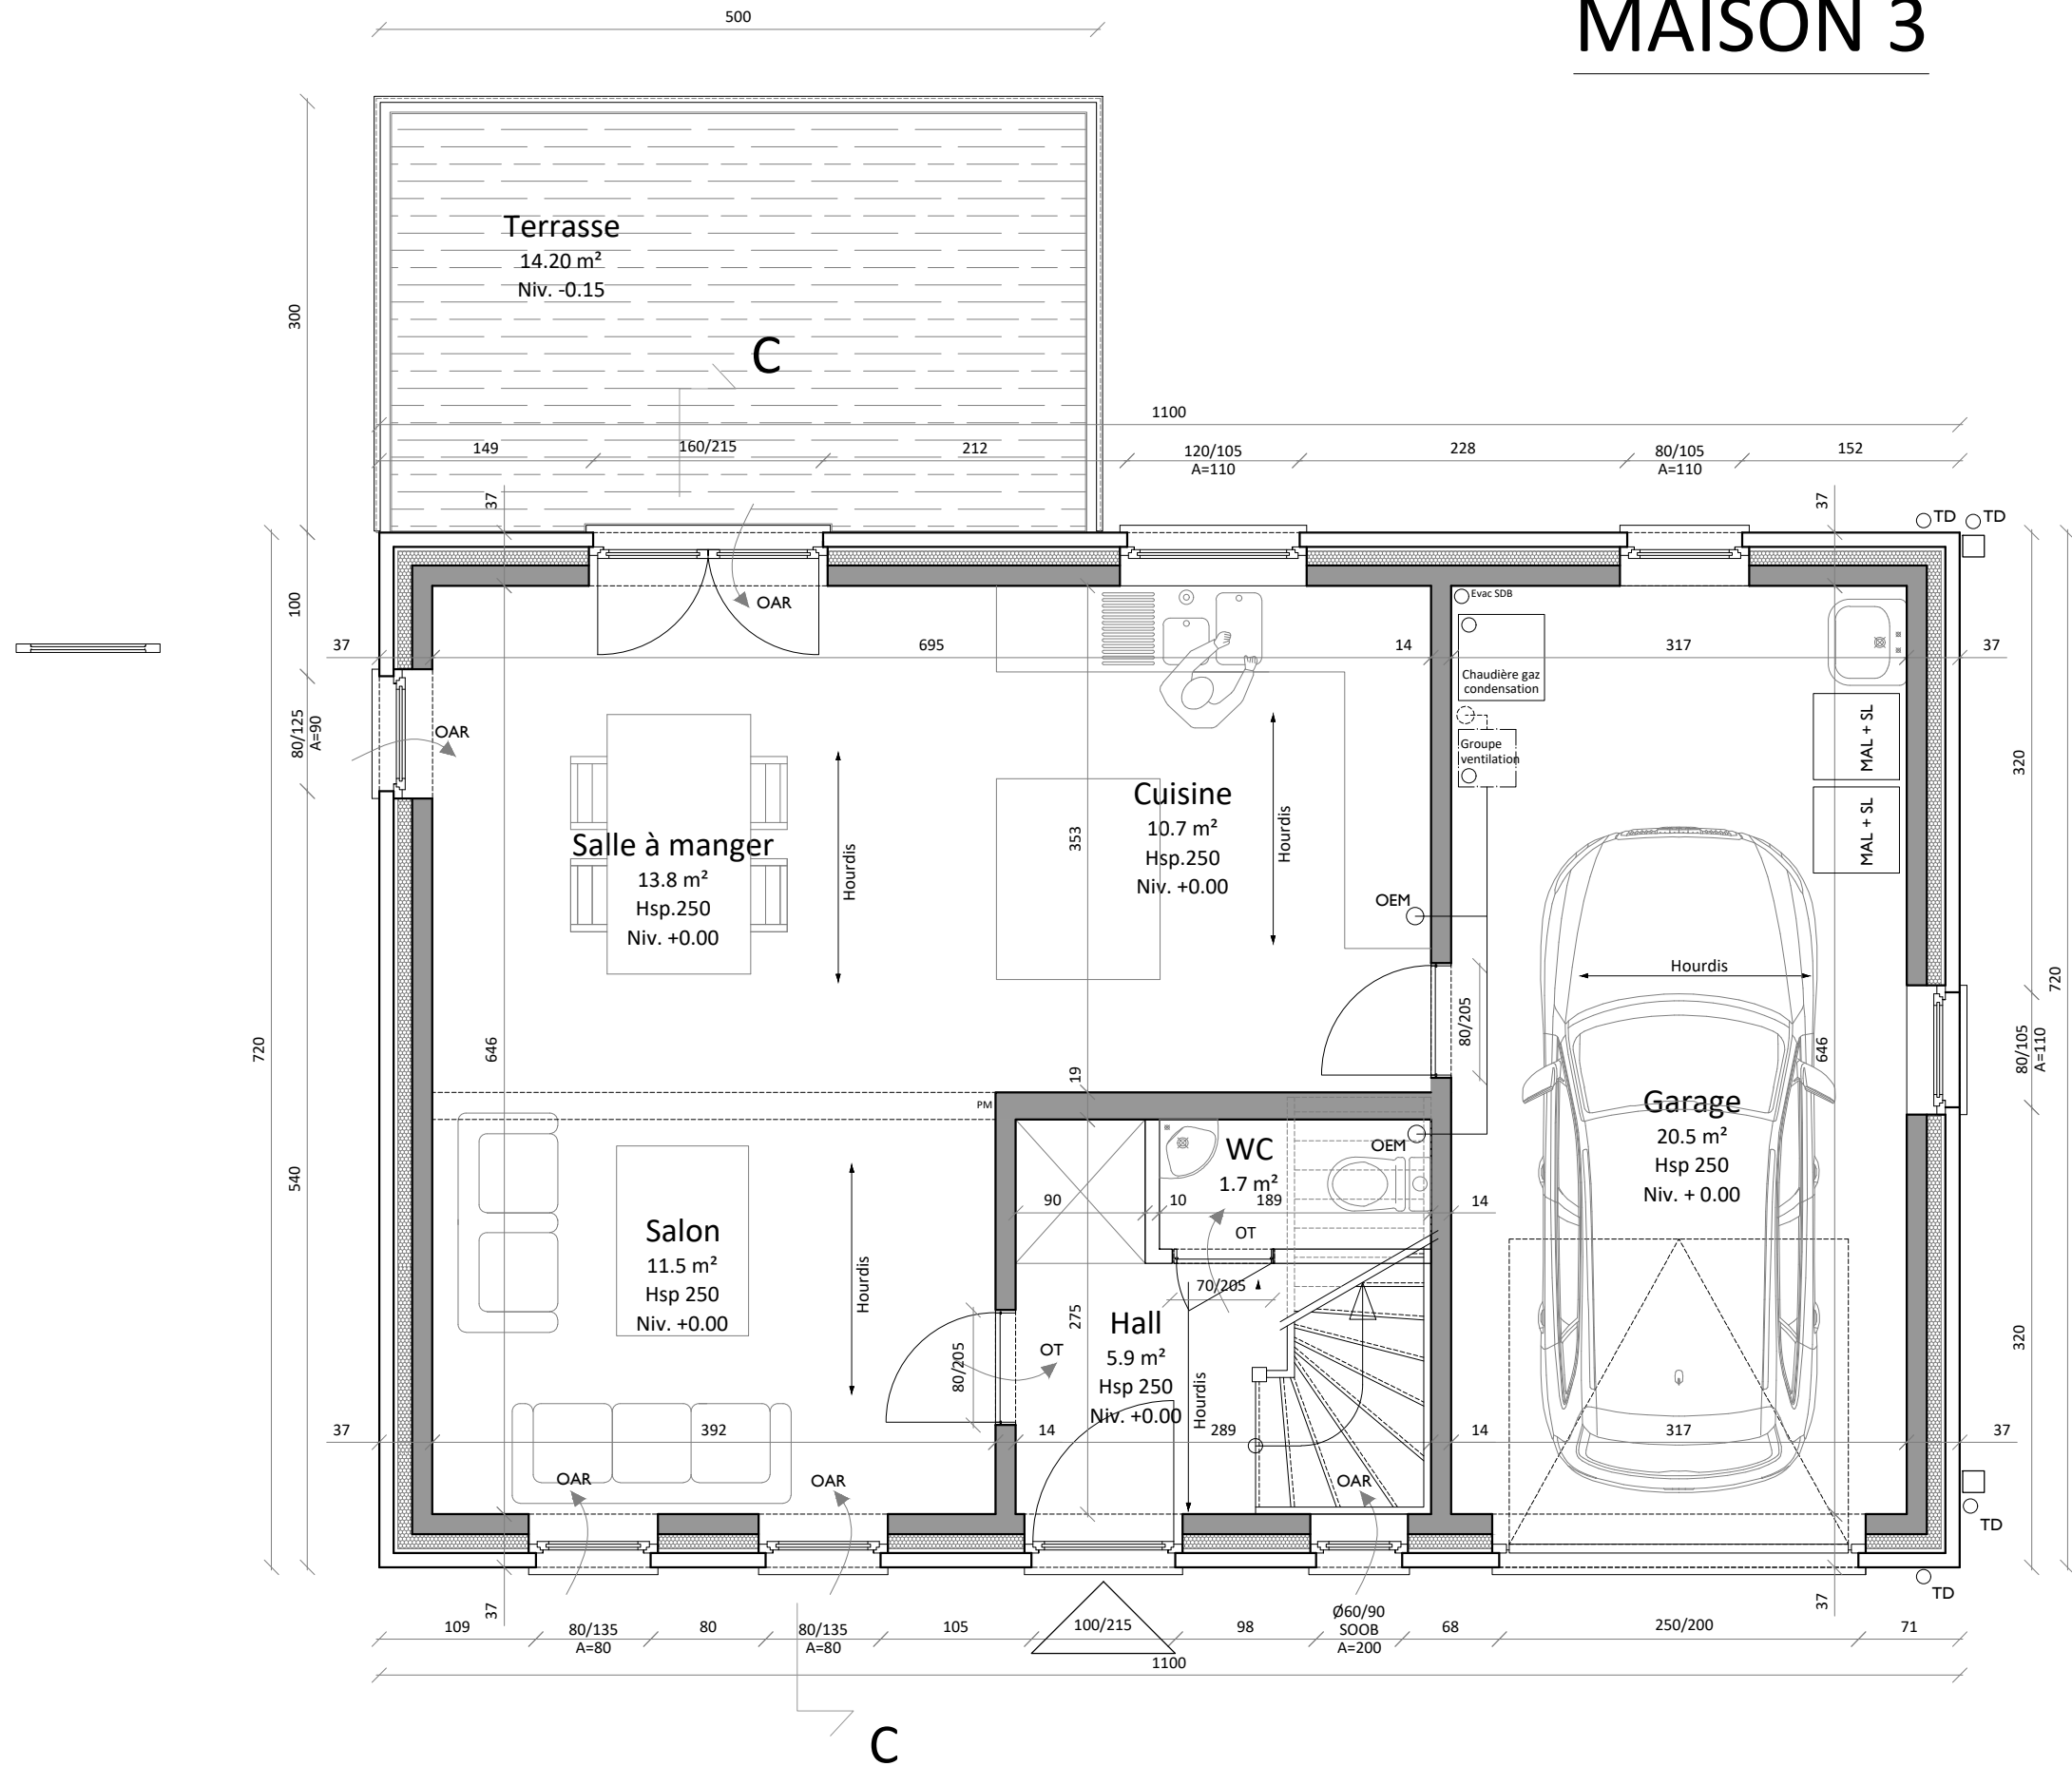 MAISON 3
500
300
Terrasse
14.20 m²
Niv. -0.15
C
1100
149
160/215
212
120/105
A=110
228
80/105
A=110
152
37
37
TD
TD
100
OAR
Evac SDB
37
695
14
317
37
Chaudière gaz
condensation
80/125
A=90
OAR
Groupe
ventilation
MAL + SL
MAL + SL
320
Cuisine
10.7 m²
Hsp.250
Niv. +0.00
353
Hourdis
Salle à manger
13.8 m²
Hsp.250
Niv. +0.00
Hourdis
OEM
Hourdis
720
646
19
80/205
646
80/105
A=110
720
PM
Garage
20.5 m²
Hsp 250
Niv. + 0.00
OEM
WC
1.7 m²
540
90
10
189
14
OT
Salon
11.5 m²
Hsp 250
Niv. +0.00
Hourdis
70/205
275
Hall
5.9 m²
Hsp 250
Niv. +0.00
Hourdis
OT
80/205
320
37
392
14
289
14
317
37
OAR
OAR
OAR
TD
TD
37
37
109
80/135
A=80
80
80/135
A=80
105
100/215
98
Ø60/90
SOOB
A=200
68
250/200
71
1100
C